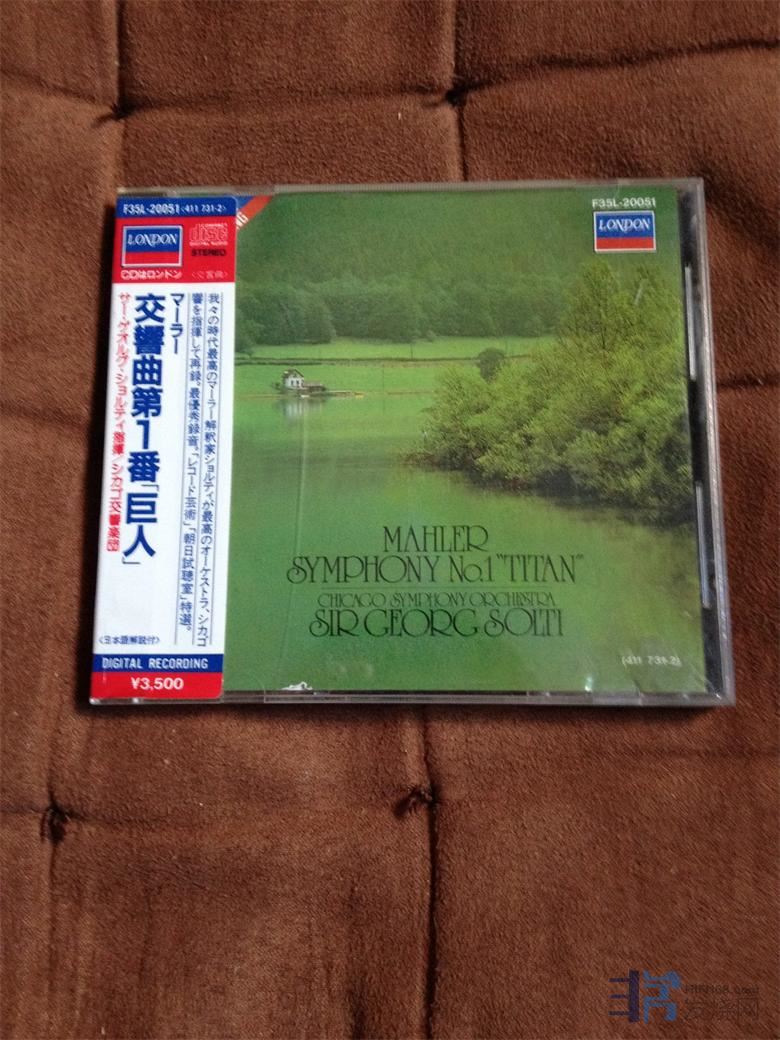 F35L-20051<411 731-2>
LONDON
COMPACT
disc
DIGITAL AUDIO
STEREO
CDはロンドン
〈交響曲〉
我々の時代最高のマーラー解釈家ショルティが最高のオーケストラ、シカゴ
響を指揮して再録。最優秀録音。「レコード芸術」「朝日試聴室」特選。
マーラー
交響曲第1番「巨人」
サー・ゲオルグ・ショルティ指揮/シカゴ交響楽団
<日本語解説付>
DIGITAL RECORDING
¥3,500
NG
F35L-20051
LONDON
MAHLER
SYMPHONY No.1 "TITAN"
CHICAGO SYMPHONY ORCHESTRA
SIR GEORG SOLTI
(411 731-2)
HIFI168.com
发烧网